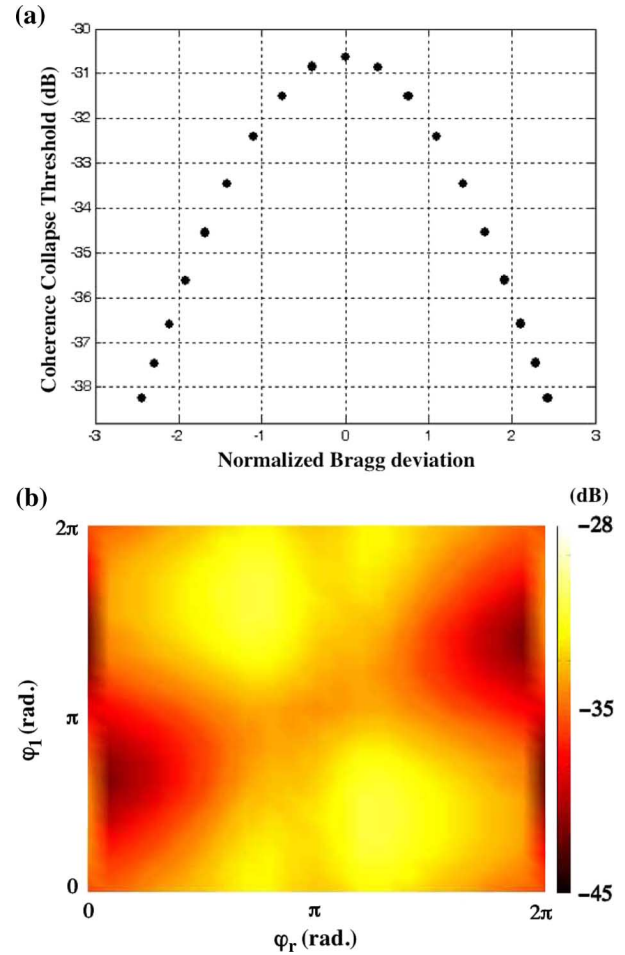 (a)
Coherence Collapse Threshold (dB)
-30
-31
-32
-33
-34
-35
-36
-37
-38
-3
-2
-1
0
1
2
3
Normalized Bragg deviation
(b)
(dB)
2π
π
0
φl (rad.)
0
π
2π
φr (rad.)
−28
−35
−45